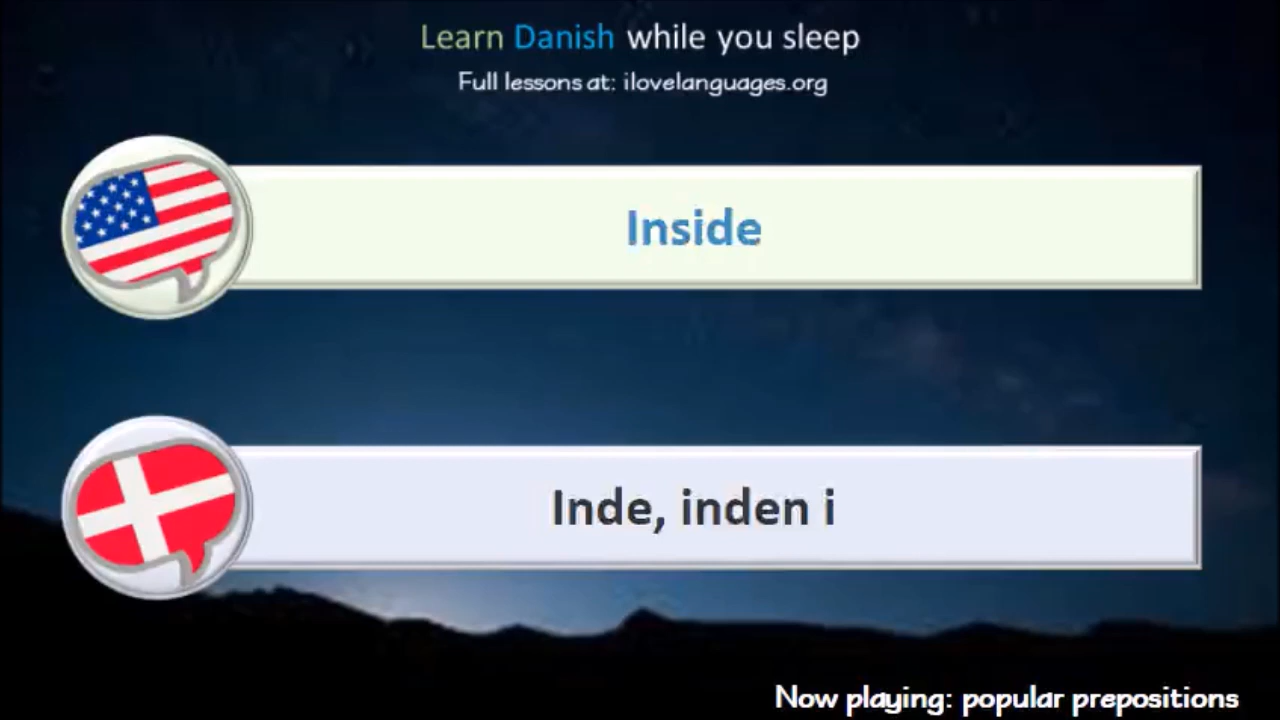 Learn Danish while you sleep
Full lessons at: ilovelanguages.org
Inside
Inde, inden i
Now playing: popular prepositions